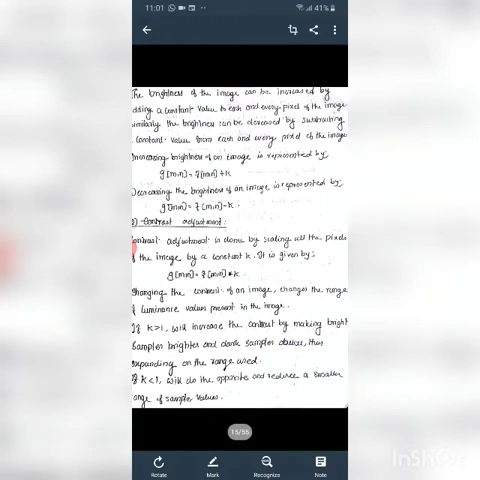 11:01
41%
The brightness of the image can be increased by
dding a constant value to each and every pixel of the image
imilarly the brightness can be decreased by subtracting
constant value from each and every pixel of the image
Increasing brightness of an image is represented by
g[m,n] = f[m,n]+k
Decreasing the brightness of an image is represented by
g[m,n] = f[m,n]-k.
Contrast adjustment:
ontrast adjustment is done by scaling all the pixels
f the image by a constant k. It is given by:
g[m,n] = f[m,n] * k.
Changing the contrast of an image, changes the range
f luminance values present in the image.
If k>1, will increase the contrast by making bright
samples brighter and dark samples darker, thus
expanding on the range used.
If k<1, will do the opposite and reduce a smaller
ange of sample values.
15/55
Rotate
Mark
Recognize
Note
InShot